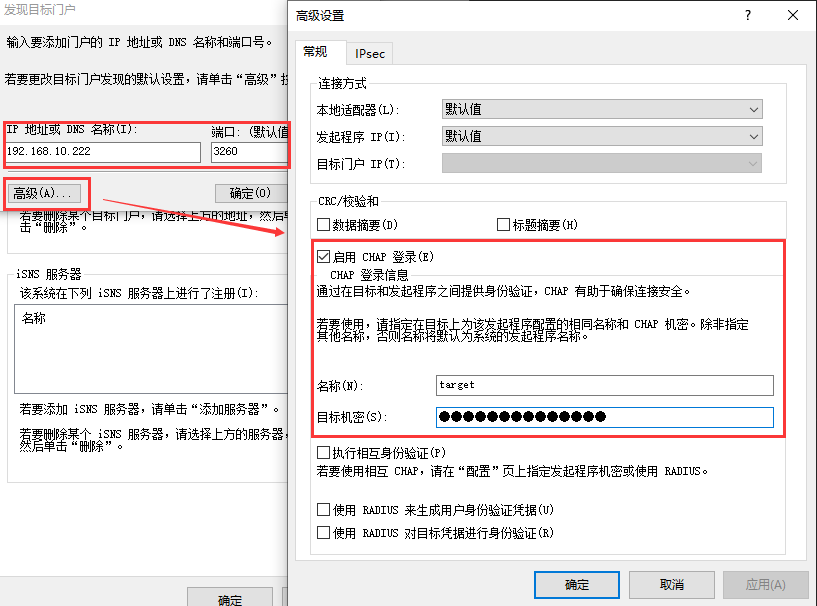 发现目标门户
输入要添加门户的 IP 地址或 DNS 名称和端口号。
若要更改目标门户发现的默认设置，请单击“高级”按
IP 地址或 DNS 名称(I):
端口: (默认值
192.168.10.222
3260
高级(A)...
确定(O)
若要删除某个目标门户，请选择上方的地址，然后单
击“删除”。
iSNS 服务器
该系统在下列 iSNS 服务器上进行了注册(I):
名称
若要添加 iSNS 服务器，请单击“添加服务器”。
若要删除某个 iSNS 服务器，请选择上方的服务器，
然后单击“删除”。
确定
高级设置
?
常规
IPsec
连接方式
本地适配器(L):
默认值
发起程序 IP(I):
默认值
目标门户 IP(T):
CRC/校验和
数据摘要(D)
标题摘要(H)
启用 CHAP 登录(E)
CHAP 登录信息
通过在目标和发起程序之间提供身份验证，CHAP 有助于确保连接安全。
若要使用，请指定在目标上为该发起程序配置的相同名称和 CHAP 机密。除非指定
其他名称，否则名称将默认为系统的发起程序名称。
名称(N):
target
目标机密(S):
●●●●●●●●●●●●●●
执行相互身份验证(P)
若要使用相互 CHAP，请在“配置”页上指定发起程序机密或使用 RADIUS。
使用 RADIUS 来生成用户身份验证凭据(U)
使用 RADIUS 对目标凭据进行身份验证(R)
确定
取消
应用(A)